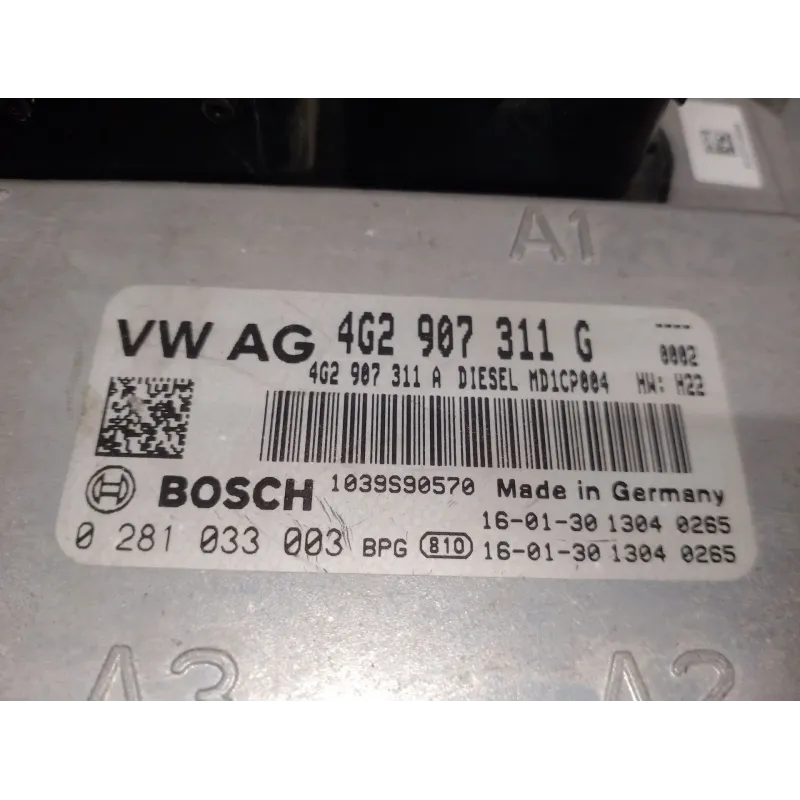 A1
VW AG 4G2 907 311 G ----
4G2 907 311 A DIESEL MD1CP004 0002
HW: H22
BOSCH 1039S90570 Made in Germany
16-01-30 1304 0265
0 281 033 003 BPG 810 16-01-30 1304 0265
A3 A2